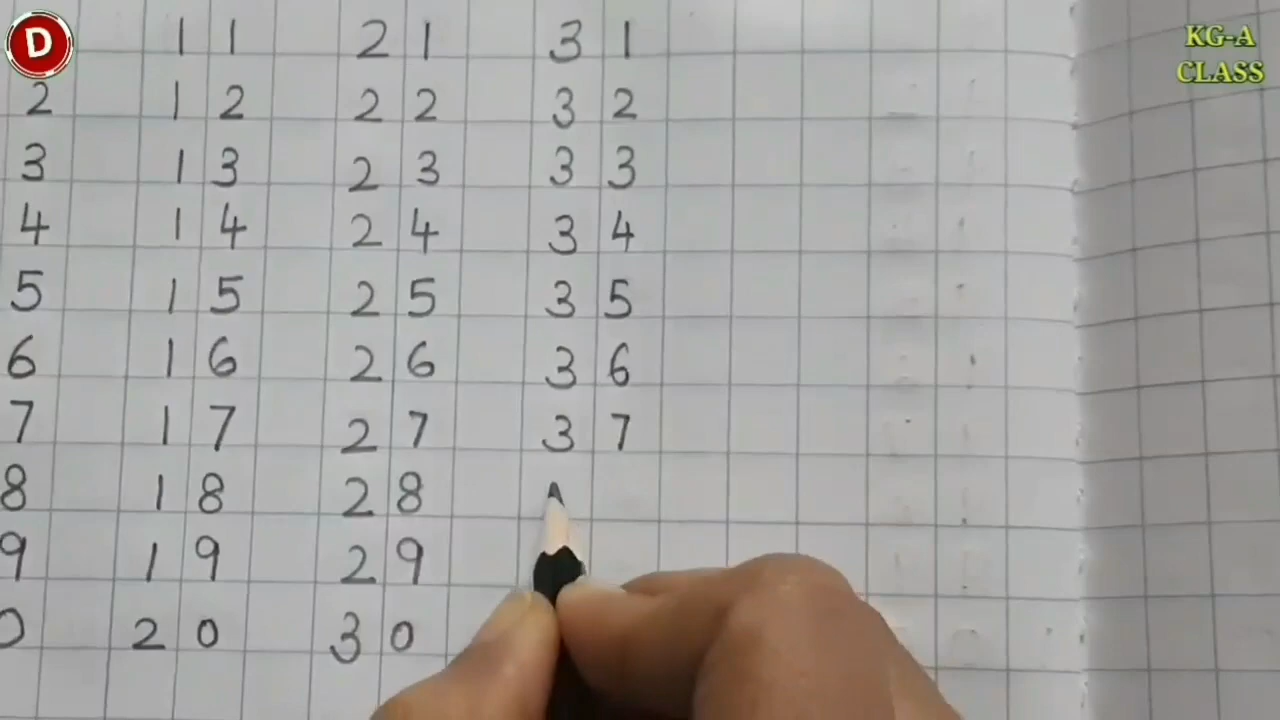 D 11 21 31 KG-A
2 12 22 32 CLASS
3 13 23 33
4 14 24 34
5 15 25 35
6 16 26 36
7 17 27 37
8 18 28
9 19 29
0 20 30